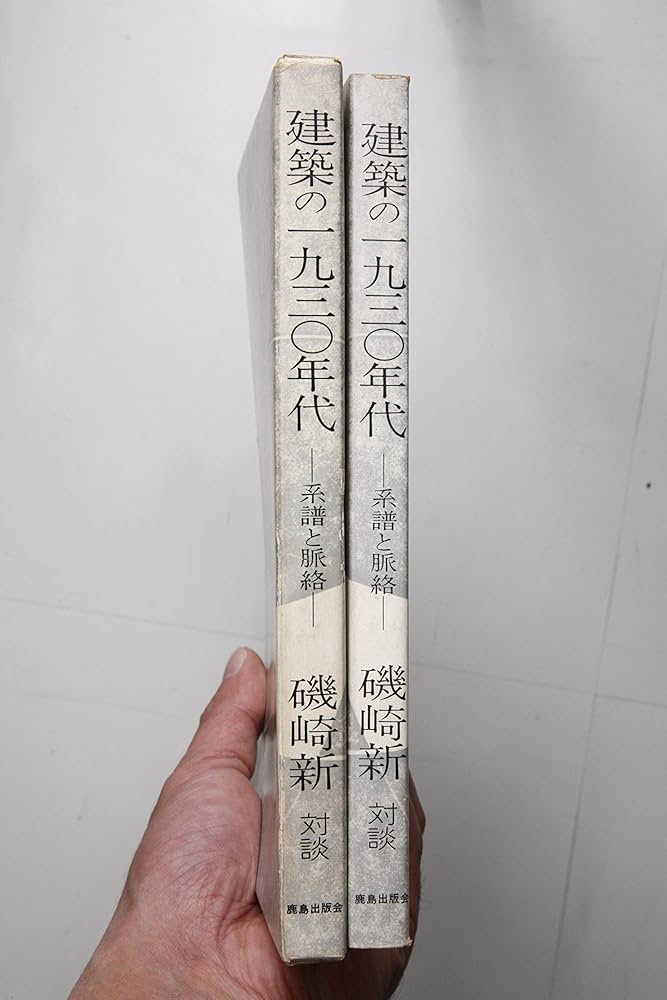 建築の一九三〇年代
―系譜と脈絡―
磯崎新
対談
鹿島出版会
建築の一九三〇年代
―系譜と脈絡―
磯崎新
対談
鹿島出版会